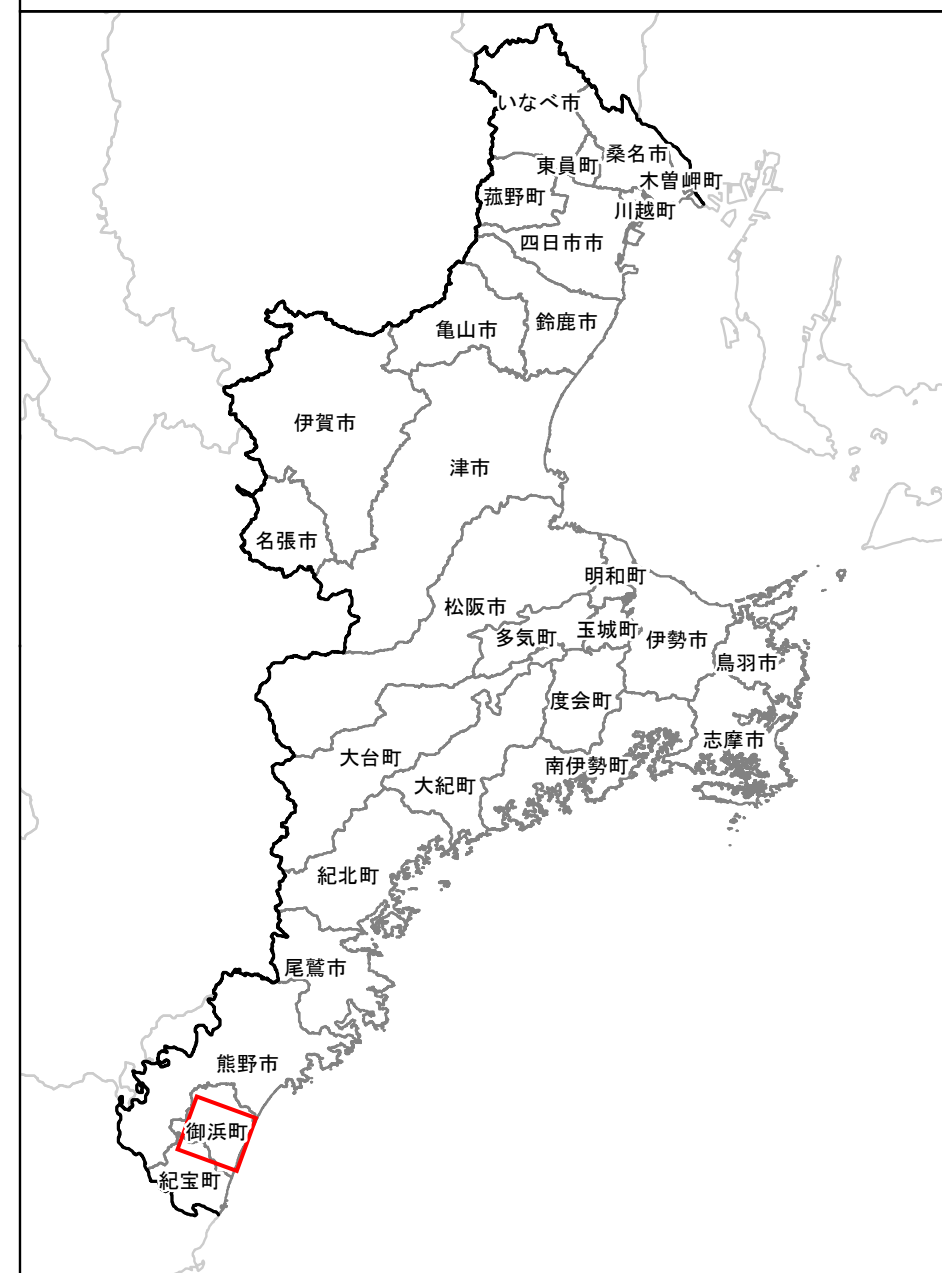 いなべ市
東員町
桑名市
木曽岬町
菰野町
川越町
四日市市
亀山市
鈴鹿市
伊賀市
津市
名張市
明和町
松阪市
多気町
玉城町
伊勢市
鳥羽市
度会町
志摩市
大台町
大紀町
南伊勢町
紀北町
尾鷲市
熊野市
御浜町
紀宝町